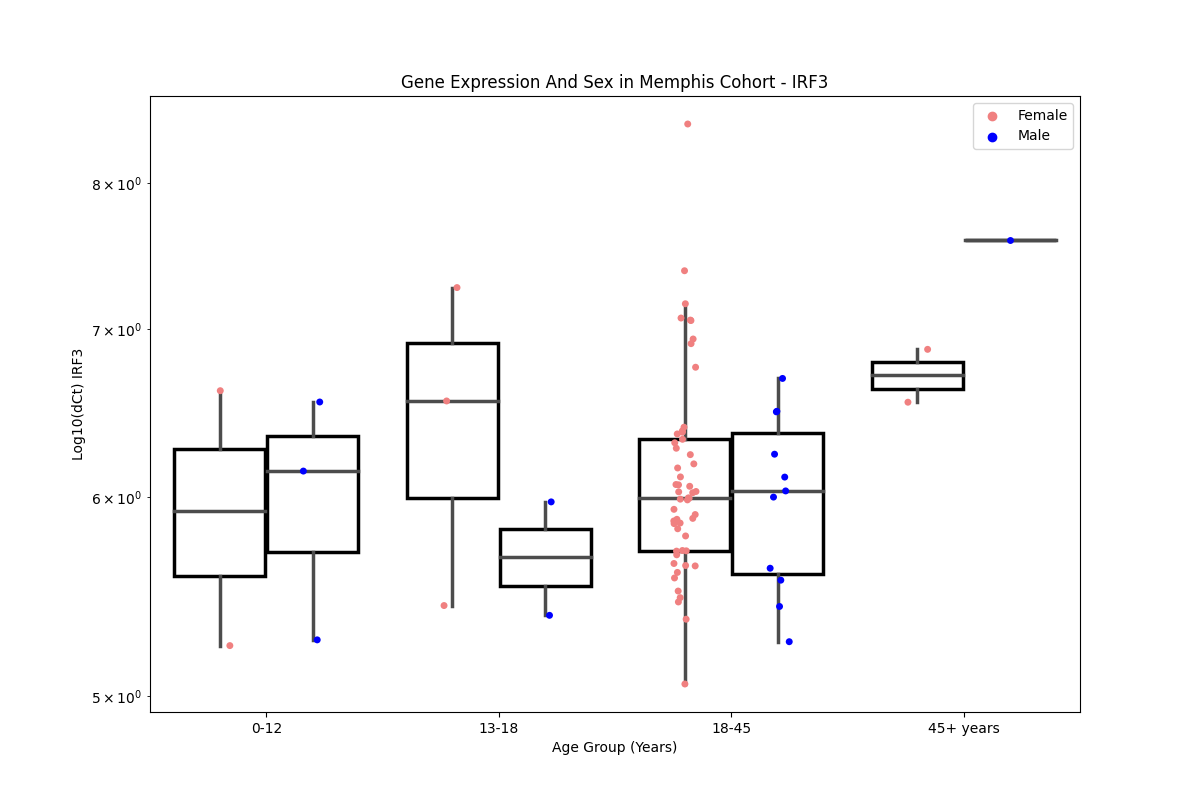 Gene Expression And Sex in Memphis Cohort - IRF3
Female
Male
8 × 10⁰
7 × 10⁰
6 × 10⁰
5 × 10⁰
Log10(dCt) IRF3
0-12
13-18
18-45
45+ years
Age Group (Years)